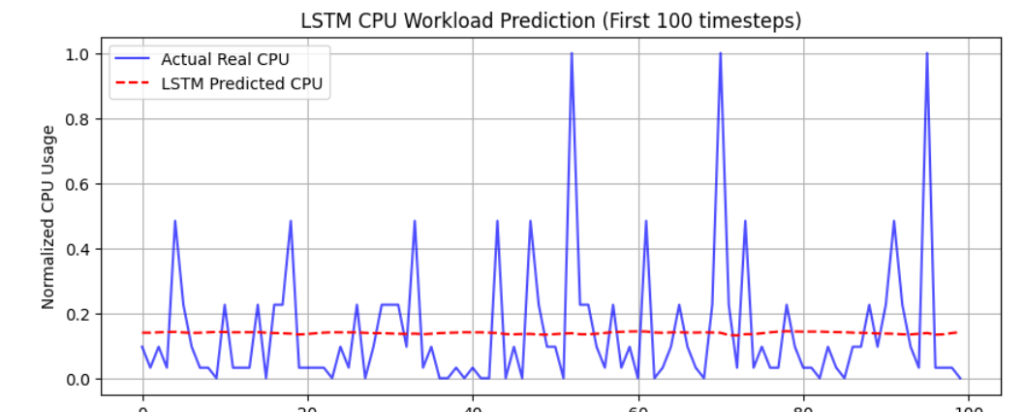 LSTM CPU Workload Prediction (First 100 timesteps)
Actual Real CPU
LSTM Predicted CPU
Normalized CPU Usage
1.0
0.8
0.6
0.4
0.2
0.0
0 20 40 60 80 100